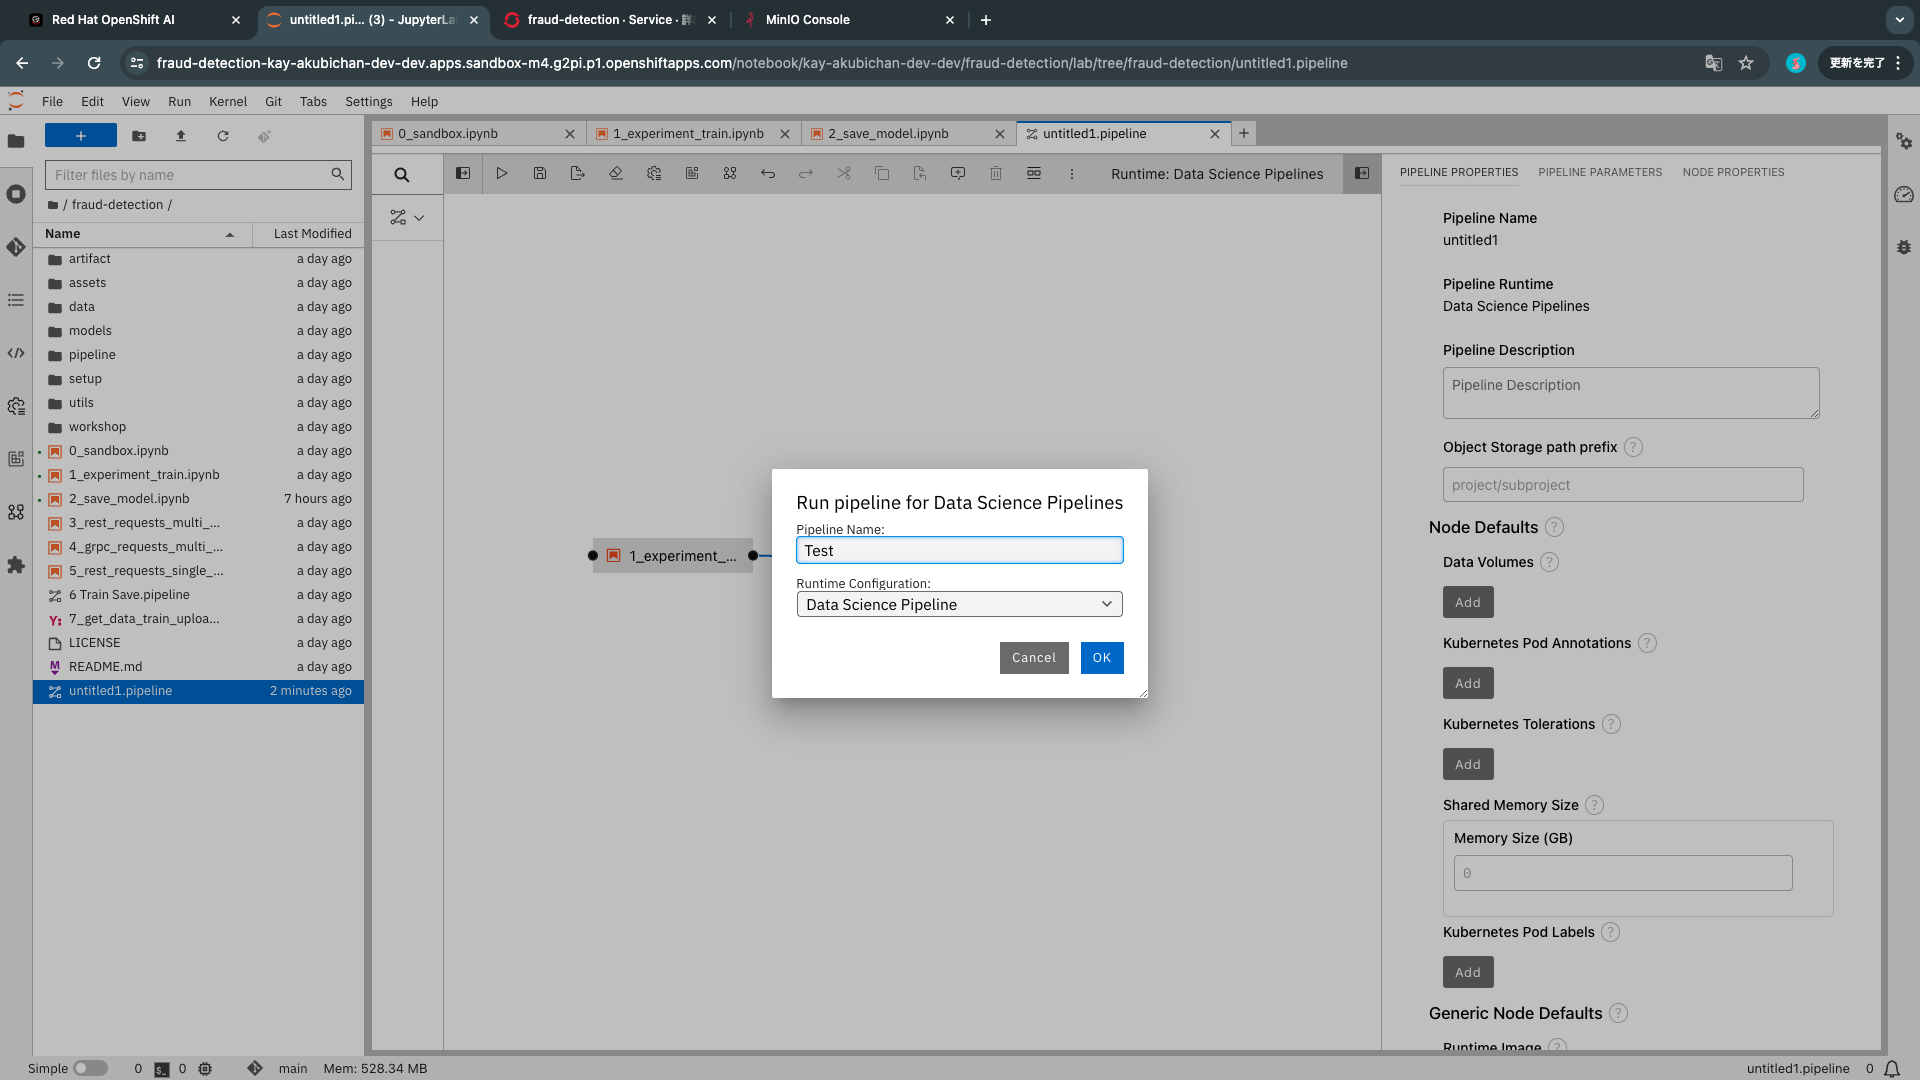 Red Hat OpenShift AI
untitled1.pi... (3) - JupyterLa
fraud-detection · Service ·
MinIO Console
fraud-detection-kay-akubichan-dev-dev.apps.sandbox-m4.g2pi.p1.openshiftapps.com/notebook/kay-akubichan-dev-dev/fraud-detection/lab/tree/fraud-detection/untitled1.pipeline
更新を完了
File Edit View Run Kernel Git Tabs Settings Help
Filter files by name
/ fraud-detection /
Name Last Modified
artifact a day ago
assets a day ago
data a day ago
models a day ago
pipeline a day ago
setup a day ago
utils a day ago
workshop a day ago
0_sandbox.ipynb a day ago
1_experiment_train.ipynb a day ago
2_save_model.ipynb 7 hours ago
3_rest_requests_multi_... a day ago
4_grpc_requests_multi_... a day ago
5_rest_requests_single_... a day ago
6 Train Save.pipeline a day ago
7_get_data_train_uploa... a day ago
LICENSE a day ago
README.md a day ago
untitled1.pipeline 2 minutes ago
0_sandbox.ipynb
1_experiment_train.ipynb
2_save_model.ipynb
untitled1.pipeline
Runtime: Data Science Pipelines
1_experiment_...
Run pipeline for Data Science Pipelines
Pipeline Name:
Test
Runtime Configuration:
Data Science Pipeline
Cancel OK
PIPELINE PROPERTIES PIPELINE PARAMETERS NODE PROPERTIES
Pipeline Name
untitled1
Pipeline Runtime
Data Science Pipelines
Pipeline Description
Pipeline Description
Object Storage path prefix ?
project/subproject
Node Defaults ?
Data Volumes ?
Add
Kubernetes Pod Annotations ?
Add
Kubernetes Tolerations ?
Add
Shared Memory Size ?
Memory Size (GB)
0
Kubernetes Pod Labels ?
Add
Generic Node Defaults ?
Runtime Image ?
Simple 0 0 main Mem: 528.34 MB
untitled1.pipeline 0